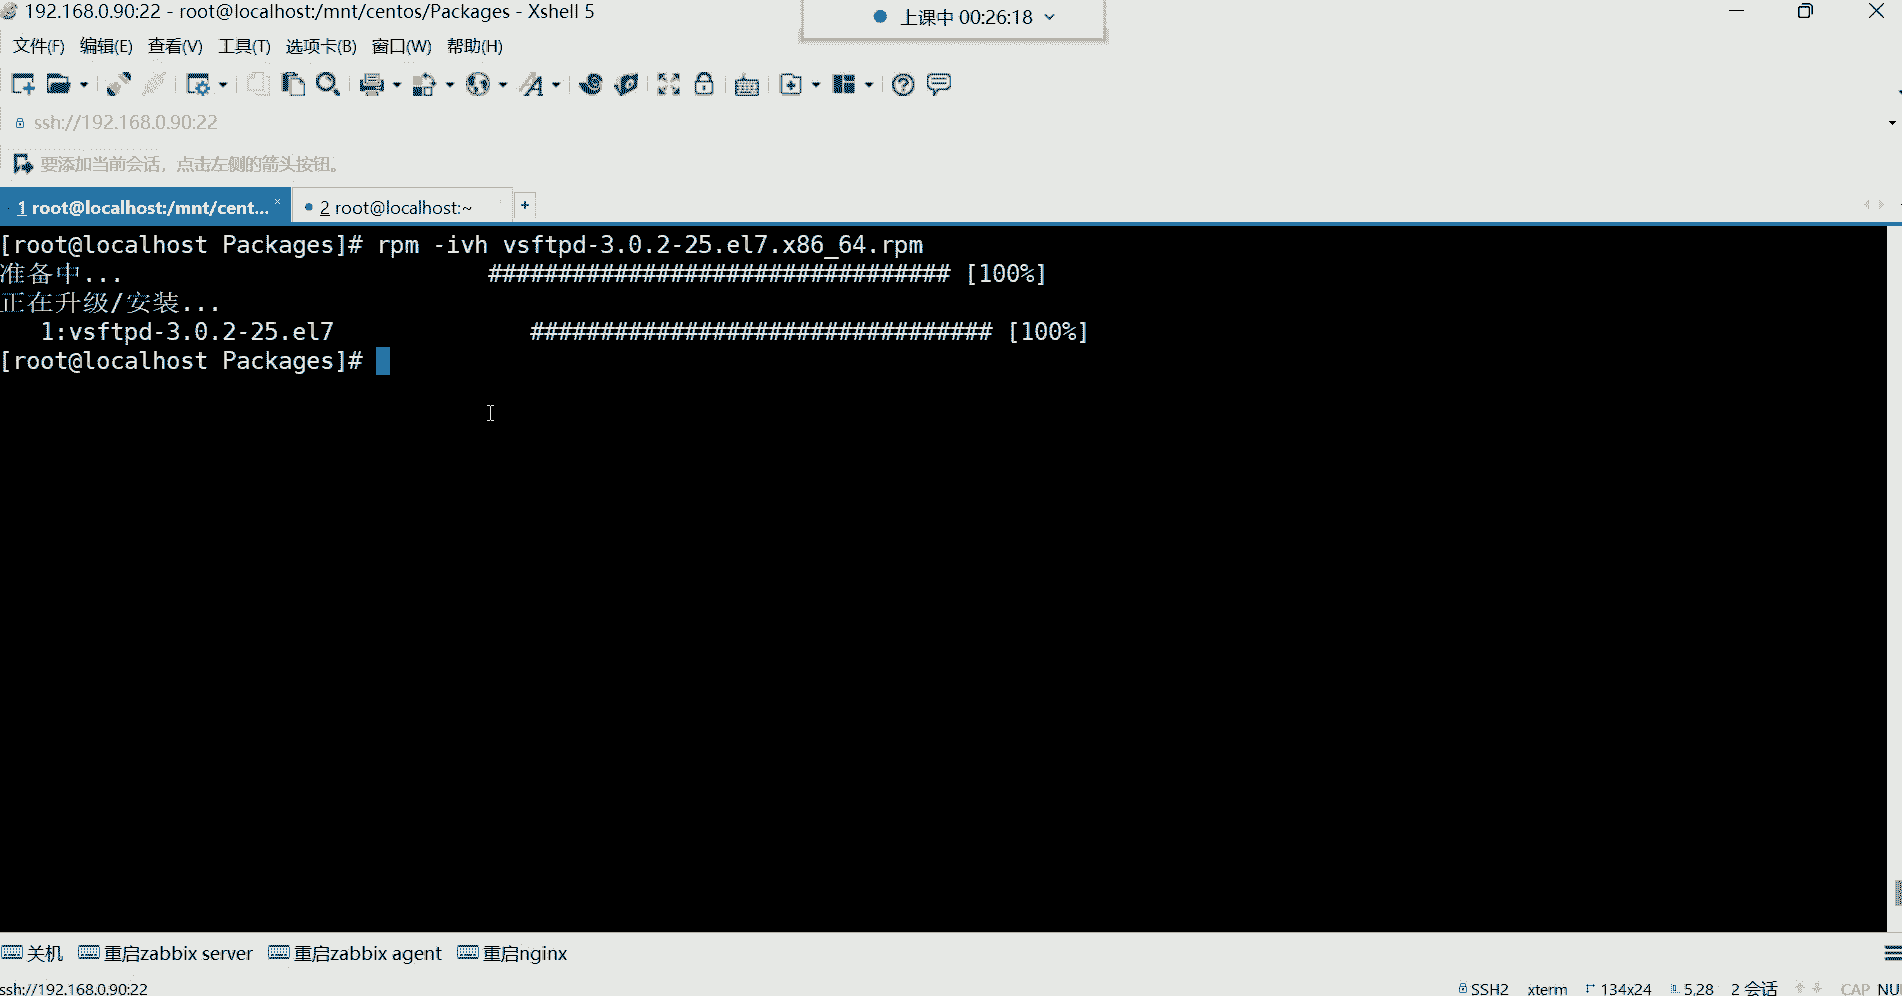 192.168.0.90:22 - root@localhost:/mnt/centos/Packages - Xshell 5
上课中 00:26:18
文件(F) 编辑(E) 查看(V) 工具(T) 选项卡(B) 窗口(W) 帮助(H)
ssh://192.168.0.90:22
要添加当前会话，点击左侧的箭头按钮。
1 root@localhost:/mnt/cent... 2 root@localhost:~
[root@localhost Packages]# rpm -ivh vsftpd-3.0.2-25.el7.x86_64.rpm
准备中... ################################# [100%]
正在升级/安装...
1:vsftpd-3.0.2-25.el7 ################################# [100%]
[root@localhost Packages]#
关机 重启zabbix server 重启zabbix agent 重启nginx
ssh://192.168.0.90:22 SSH2 xterm 134x24 5,28 2 会话 CAP NU